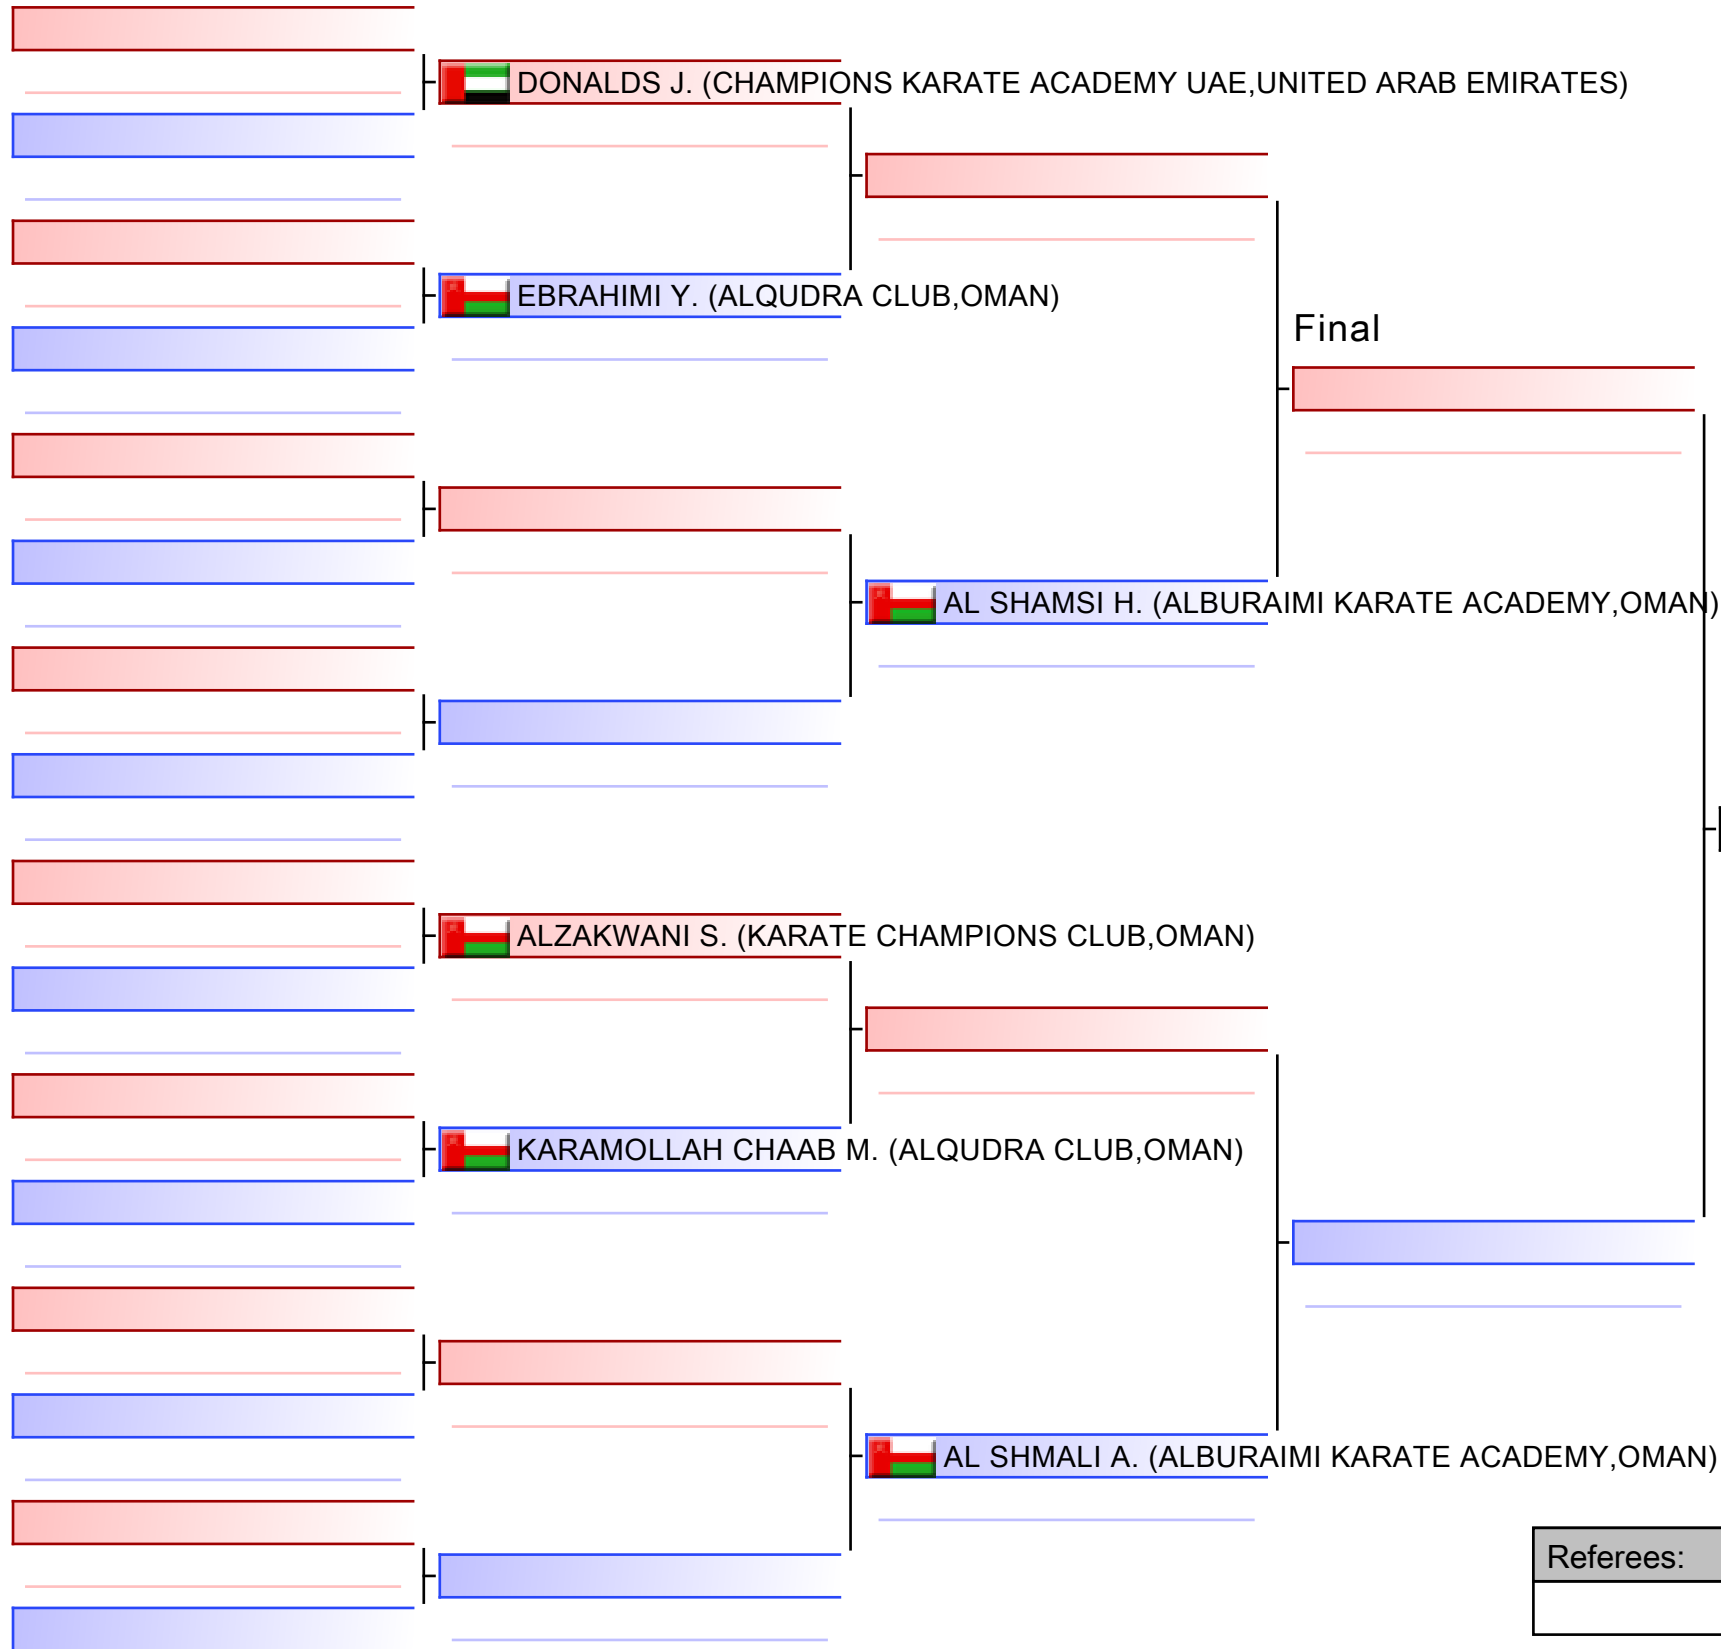 DONALDS J. (CHAMPIONS KARATE ACADEMY UAE,UNITED ARAB EMIRATES)
EBRAHIMI Y. (ALQUDRA CLUB,OMAN)
Final
AL SHAMSI H. (ALBURAIMI KARATE ACADEMY,OMAN)
ALZAKWANI S. (KARATE CHAMPIONS CLUB,OMAN)
KARAMOLLAH CHAAB M. (ALQUDRA CLUB,OMAN)
AL SHMALI A. (ALBURAIMI KARATE ACADEMY,OMAN)
Referees: